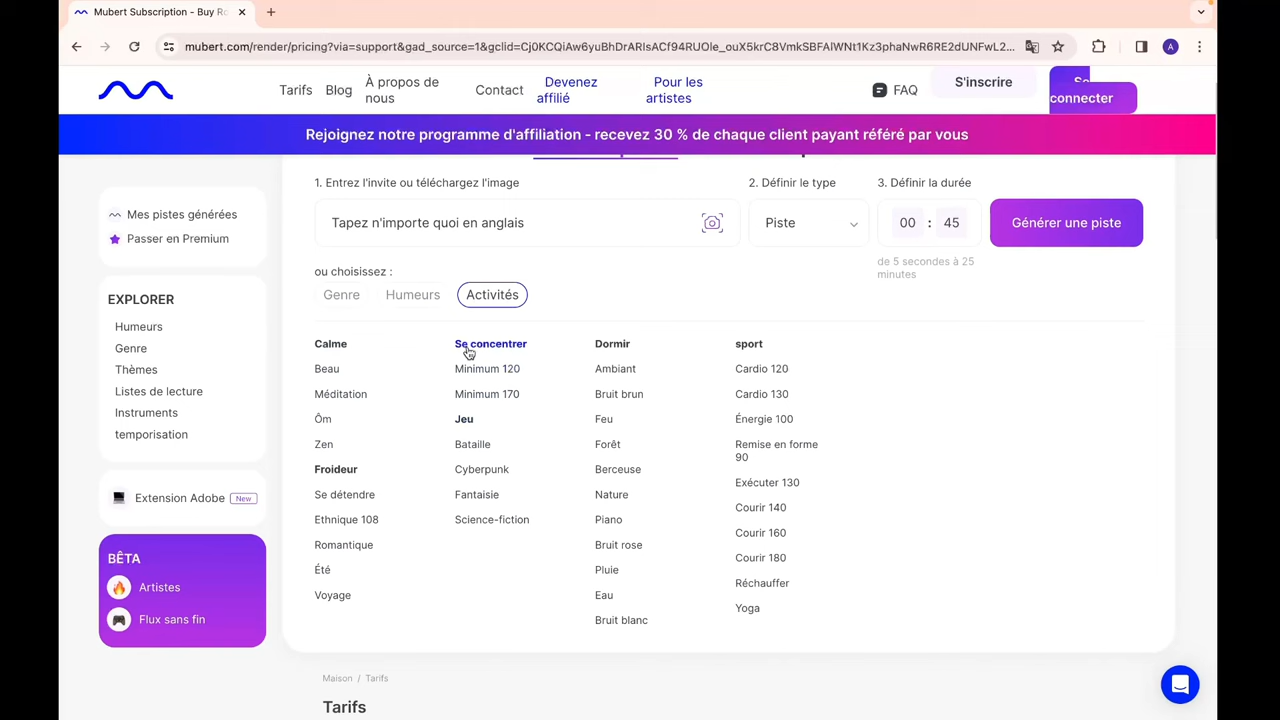 Mubert Subscription - Buy Ro
mubert.com/render/pricing?via=support&gad_source=1&gclid=Cj0KCQiAw6yuBhDrARIsACf94RUOle_ouX5krC8VmkSBFAlWNt1Kz3phaNwR6RE2dUNFwL2...
A
Tarifs
Blog
À propos de
nous
Contact
Devenez
affilié
Pour les
artistes
FAQ
S'inscrire
Se
connecter
Rejoignez notre programme d'affiliation - recevez 30 % de chaque client payant référé par vous
Mes pistes générées
Passer en Premium
EXPLORER
Humeurs
Genre
Thèmes
Listes de lecture
Instruments
temporisation
Extension Adobe New
BÊTA
Artistes
Flux sans fin
1. Entrez l'invite ou téléchargez l'image
2. Définir le type
3. Définir la durée
Tapez n'importe quoi en anglais
Piste
00 : 45
Générer une piste
de 5 secondes à 25
minutes
ou choisissez :
Genre
Humeurs
Activités
Calme
Beau
Méditation
Ôm
Zen
Froideur
Se détendre
Ethnique 108
Romantique
Été
Voyage
Se concentrer
Minimum 120
Minimum 170
Jeu
Bataille
Cyberpunk
Fantaisie
Science-fiction
Dormir
Ambiant
Bruit brun
Feu
Forêt
Berceuse
Nature
Piano
Bruit rose
Pluie
Eau
Bruit blanc
sport
Cardio 120
Cardio 130
Énergie 100
Remise en forme
90
Exécuter 130
Courir 140
Courir 160
Courir 180
Réchauffer
Yoga
Maison / Tarifs
Tarifs